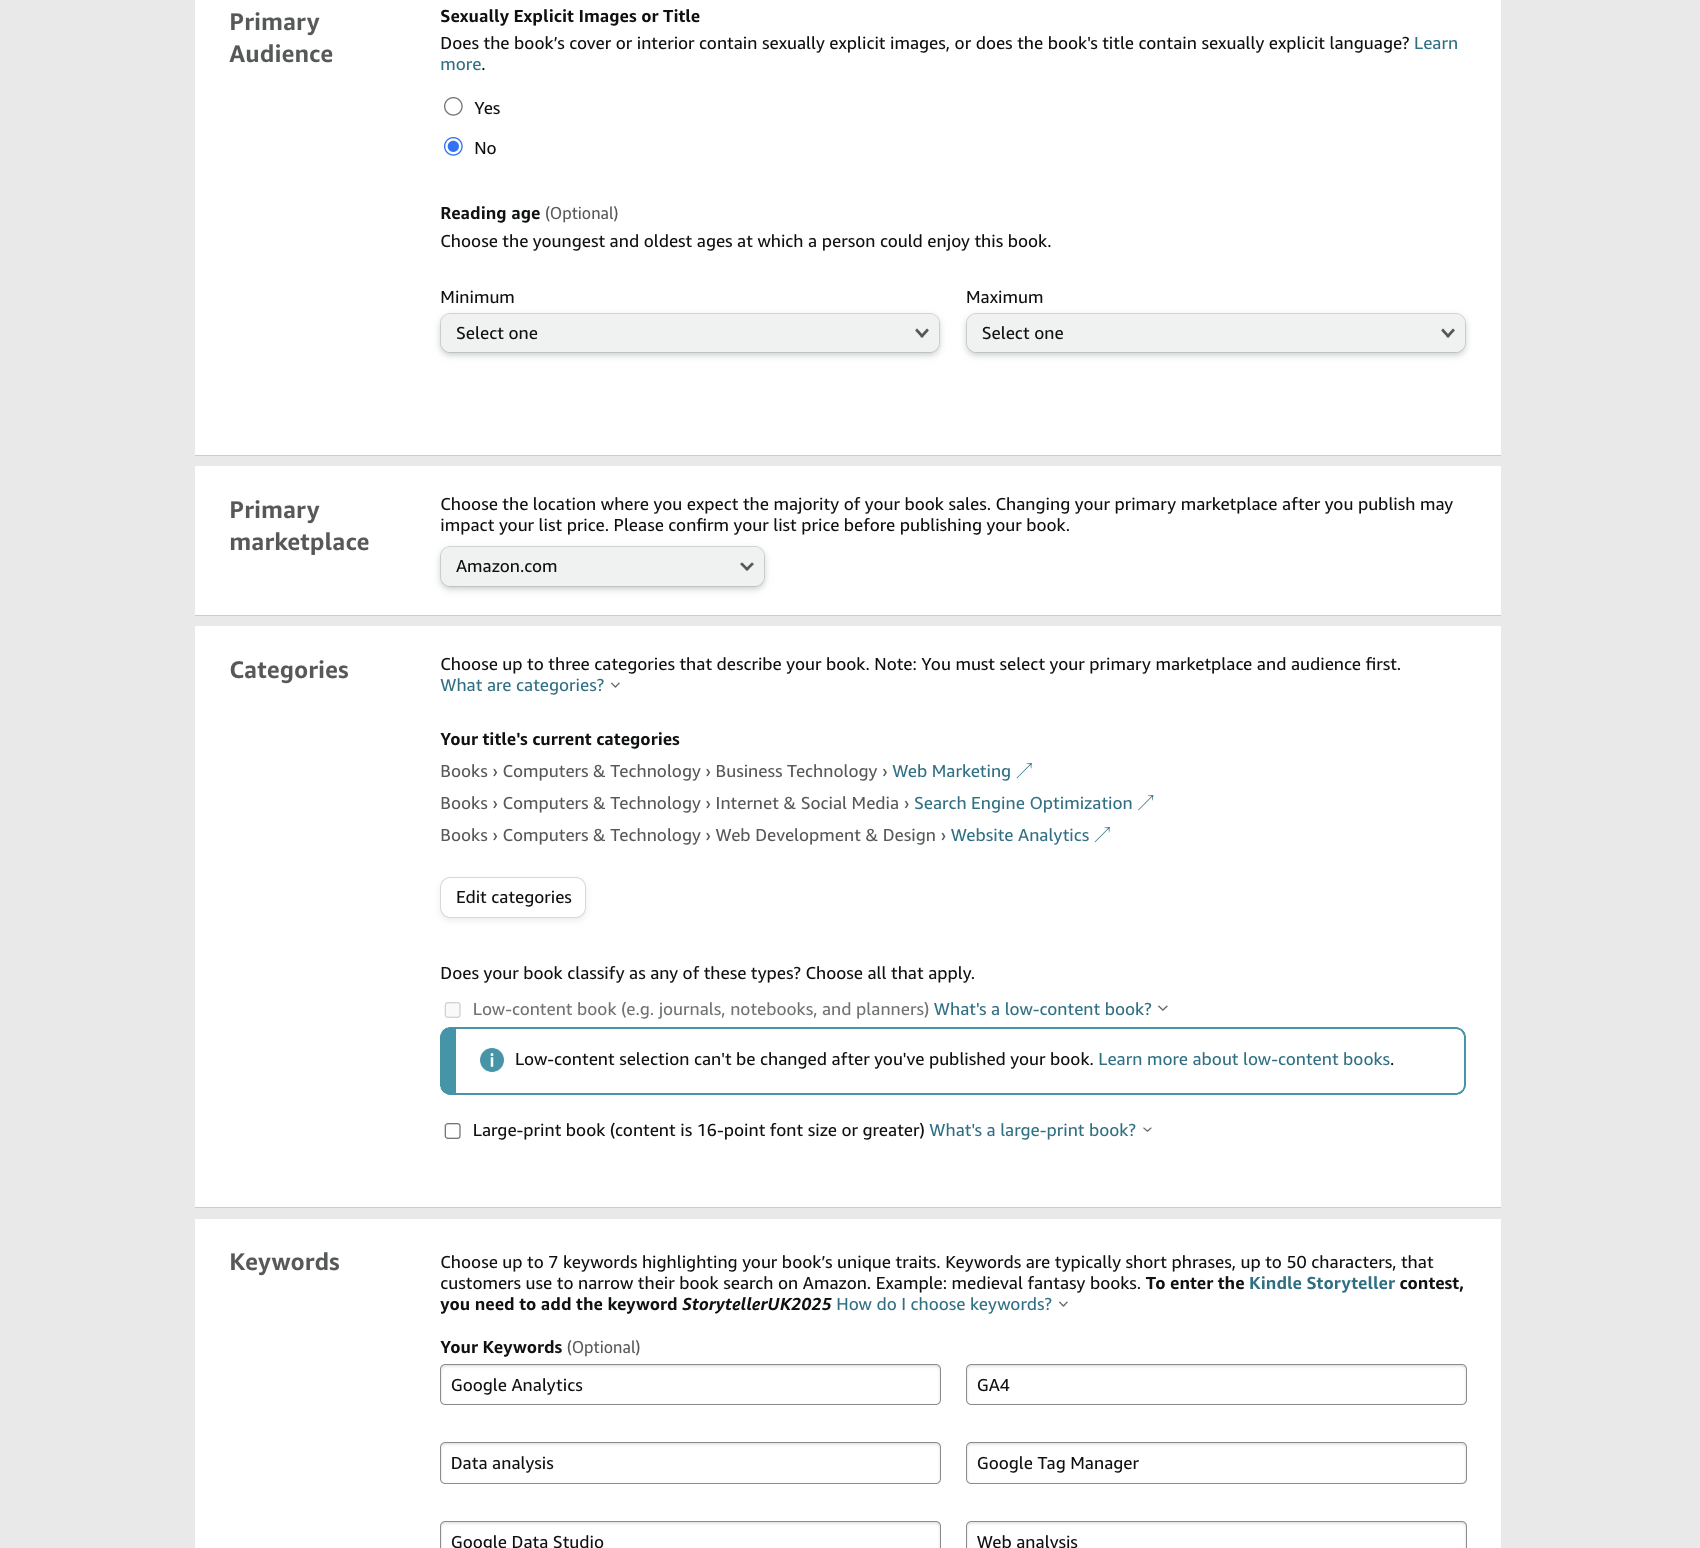 Primary
Audience
Sexually Explicit Images or Title
Does the book’s cover or interior contain sexually explicit images, or does the book's title contain sexually explicit language? Learn
more.
Yes
No
Reading age (Optional)
Choose the youngest and oldest ages at which a person could enjoy this book.
Minimum
Maximum
Select one
Select one
Primary
marketplace
Choose the location where you expect the majority of your book sales. Changing your primary marketplace after you publish may
impact your list price. Please confirm your list price before publishing your book.
Amazon.com
Categories
Choose up to three categories that describe your book. Note: You must select your primary marketplace and audience first.
What are categories?
Your title's current categories
Books › Computers & Technology › Business Technology › Web Marketing
Books › Computers & Technology › Internet & Social Media › Search Engine Optimization
Books › Computers & Technology › Web Development & Design › Website Analytics
Edit categories
Does your book classify as any of these types? Choose all that apply.
Low-content book (e.g. journals, notebooks, and planners) What's a low-content book?
Low-content selection can't be changed after you've published your book. Learn more about low-content books.
Large-print book (content is 16-point font size or greater) What's a large-print book?
Keywords
Choose up to 7 keywords highlighting your book’s unique traits. Keywords are typically short phrases, up to 50 characters, that
customers use to narrow their book search on Amazon. Example: medieval fantasy books. To enter the Kindle Storyteller contest,
you need to add the keyword StorytellerUK2025 How do I choose keywords?
Your Keywords (Optional)
Google Analytics
GA4
Data analysis
Google Tag Manager
Google Data Studio
Web analysis